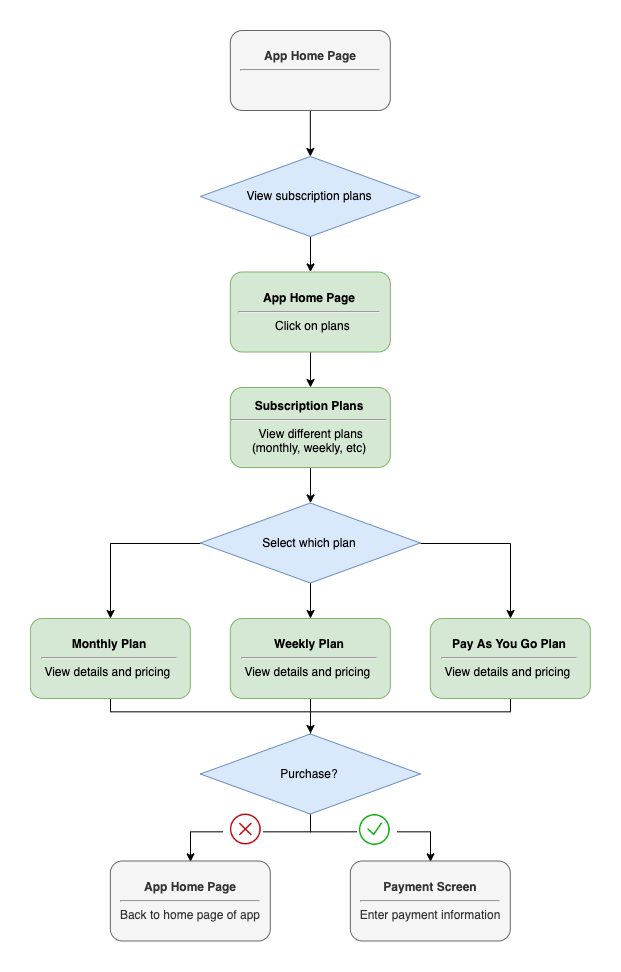 App Home Page
View subscription plans
App Home Page
Click on plans
Subscription Plans
View different plans
(monthly, weekly, etc)
Select which plan
Monthly Plan
View details and pricing
Weekly Plan
View details and pricing
Pay As You Go Plan
View details and pricing
Purchase?
App Home Page
Back to home page of app
Payment Screen
Enter payment information